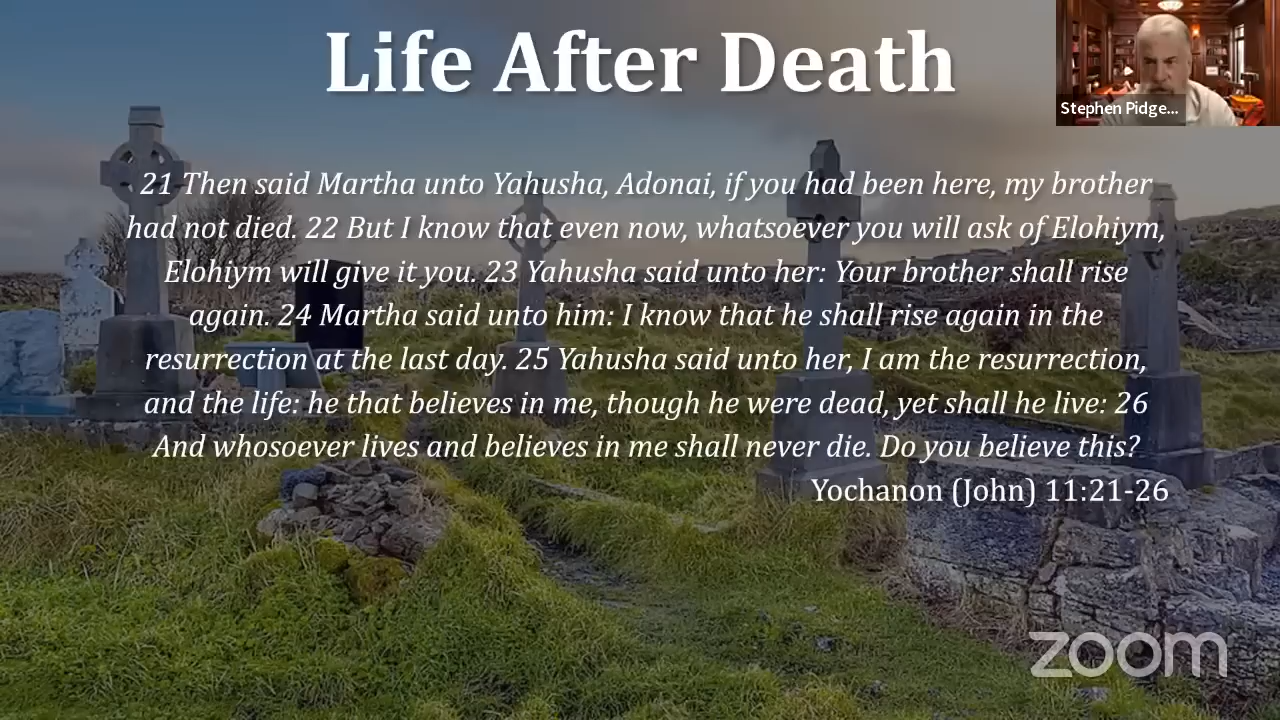 Life After Death
Stephen Pidge...
21 Then said Martha unto Yahusha, Adonai, if you had been here, my brother
had not died. 22 But I know that even now, whatsoever you will ask of Elohiym,
Elohiym will give it you. 23 Yahusha said unto her: Your brother shall rise
again. 24 Martha said unto him: I know that he shall rise again in the
resurrection at the last day. 25 Yahusha said unto her, I am the resurrection,
and the life: he that believes in me, though he were dead, yet shall he live: 26
And whosoever lives and believes in me shall never die. Do you believe this?
Yochanon (John) 11:21-26
zoom